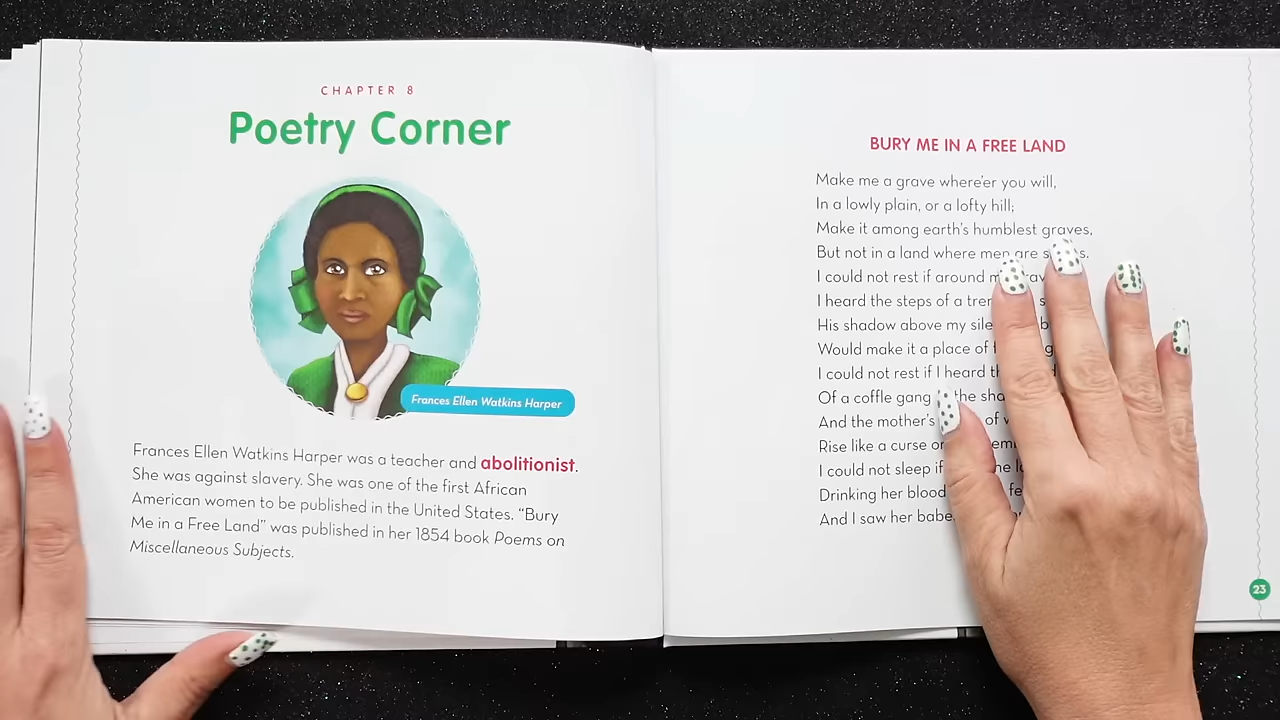 CHAPTER 8
Poetry Corner
Frances Ellen Watkins Harper
Frances Ellen Watkins Harper was a teacher and abolitionist.
She was against slavery. She was one of the first African
American women to be published in the United States. “Bury
Me in a Free Land” was published in her 1854 book Poems on
Miscellaneous Subjects.
BURY ME IN A FREE LAND
Make me a grave where’er you will,
In a lowly plain, or a lofty hill;
Make it among earth’s humblest graves,
But not in a land where men are
I could not rest if around
I heard the steps of a
His shadow above my
Would make it a place of
I could not rest if I heard
Of a coffle gang the
And the mother’s of
Rise like a curse
I could not sleep if
Drinking her blood
And I saw her
23